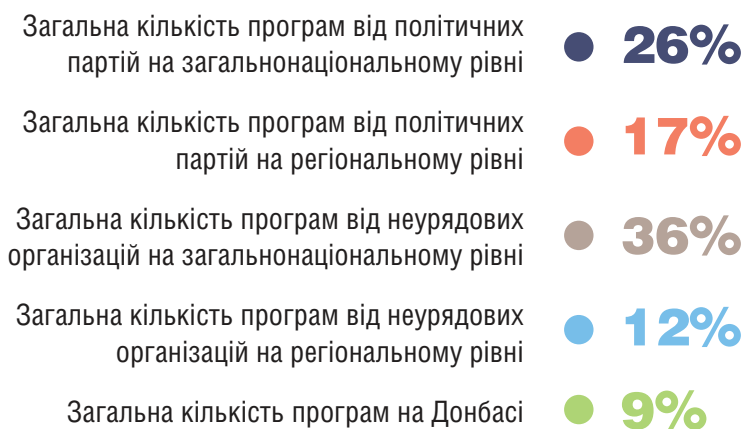 Загальна кількість програм від політичних
партій на загальнонаціональному рівні
26%
Загальна кількість програм від політичних
партій на регіональному рівні
17%
Загальна кількість програм від неурядових
організацій на загальнонаціональному рівні
36%
Загальна кількість програм від неурядових
організацій на регіональному рівні
12%
Загальна кількість програм на Донбасі
9%